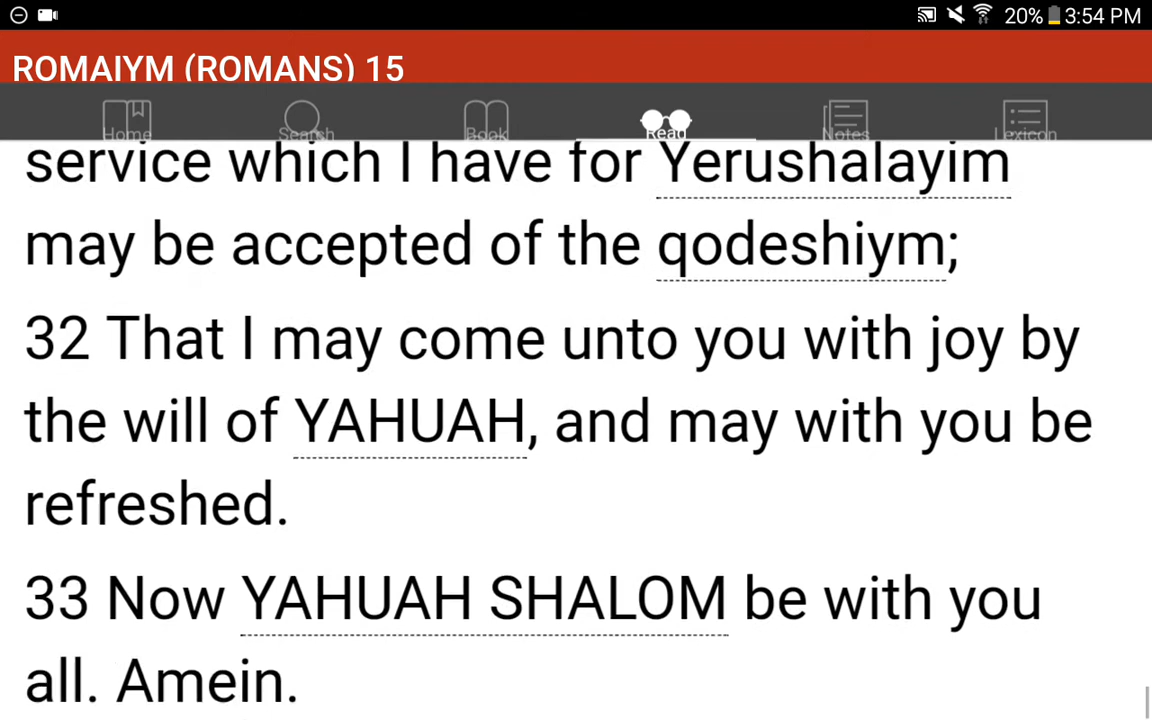 20% 3:54 PM
ROMAIYM (ROMANS) 15
Home Search Book Read Notes Lexicon
service which I have for Yerushalayim
may be accepted of the qodeshiym;
32 That I may come unto you with joy by
the will of YAHUAH, and may with you be
refreshed.
33 Now YAHUAH SHALOM be with you
all. Amein.